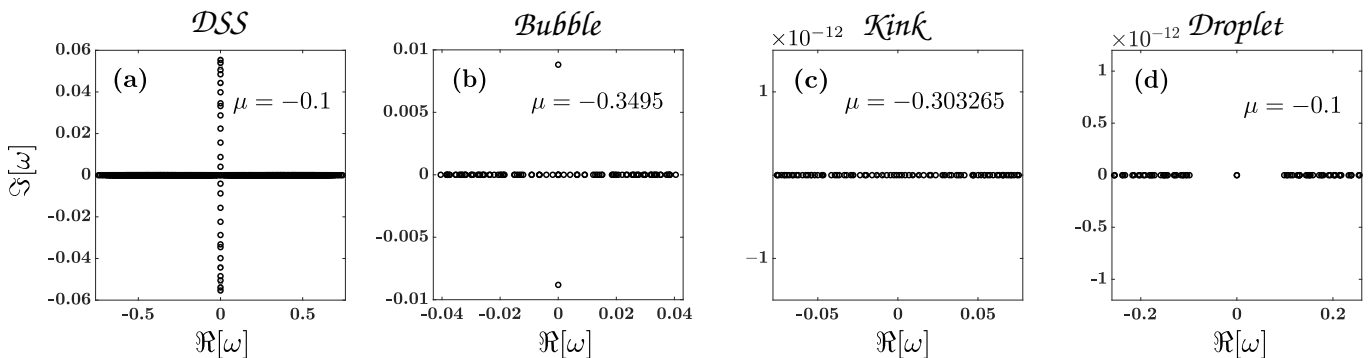 DSS
(a)
μ = −0.1
ℑ[ω]
0.06
0.04
0.02
0
-0.02
-0.04
-0.06
-0.5
0
0.5
ℜ[ω]
Bubble
(b)
μ = −0.3495
0.01
0.005
0
-0.005
-0.01
-0.04
-0.02
0
0.02
0.04
ℜ[ω]
Kink
×10⁻¹²
(c)
μ = −0.303265
1
0
-1
-0.05
0
0.05
ℜ[ω]
Droplet
×10⁻¹²
(d)
μ = −0.1
1
0.5
0
-0.5
-1
-0.2
0
0.2
ℜ[ω]